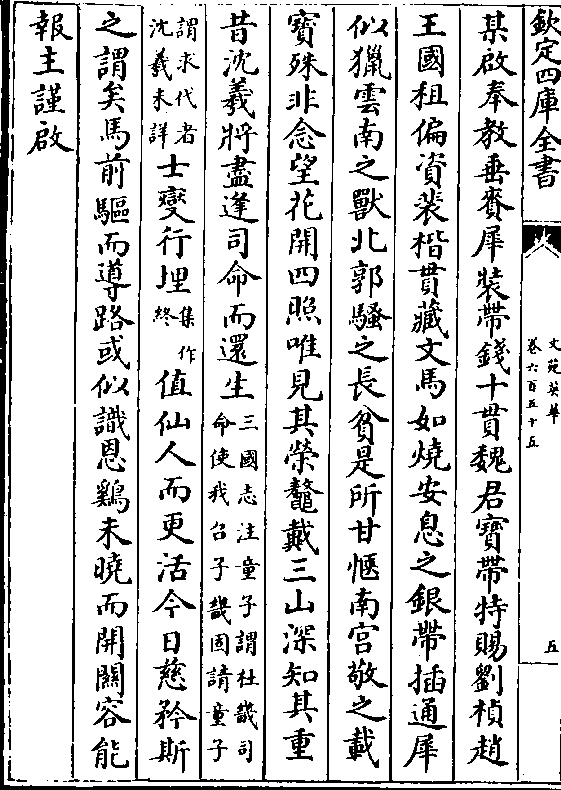 欽定四庫全書
文苑英華
卷六百五十五
五
某啟奉教垂賚犀裝帶錢十貫魏君寶帶特賜劉楨趙
王國租偏資裴楷貫藏文馬如燒安息之銀帶插通犀
似獵雲南之獸北郭騷之長貧是所甘愜南宮敬之載
寶殊非念望花開四照唯見其榮鼇戴三山深知其重
昔沈羲將盡逢司命而還生三國志注童子謂杜畿司
命使我召子畿固請童子
謂求代者
沈羲未詳士燮行埋集作
終值仙人而更活今日慈矜斯
之謂矣馬前驅而導路或似識恩鷄未曉而開關容能
報主謹啟